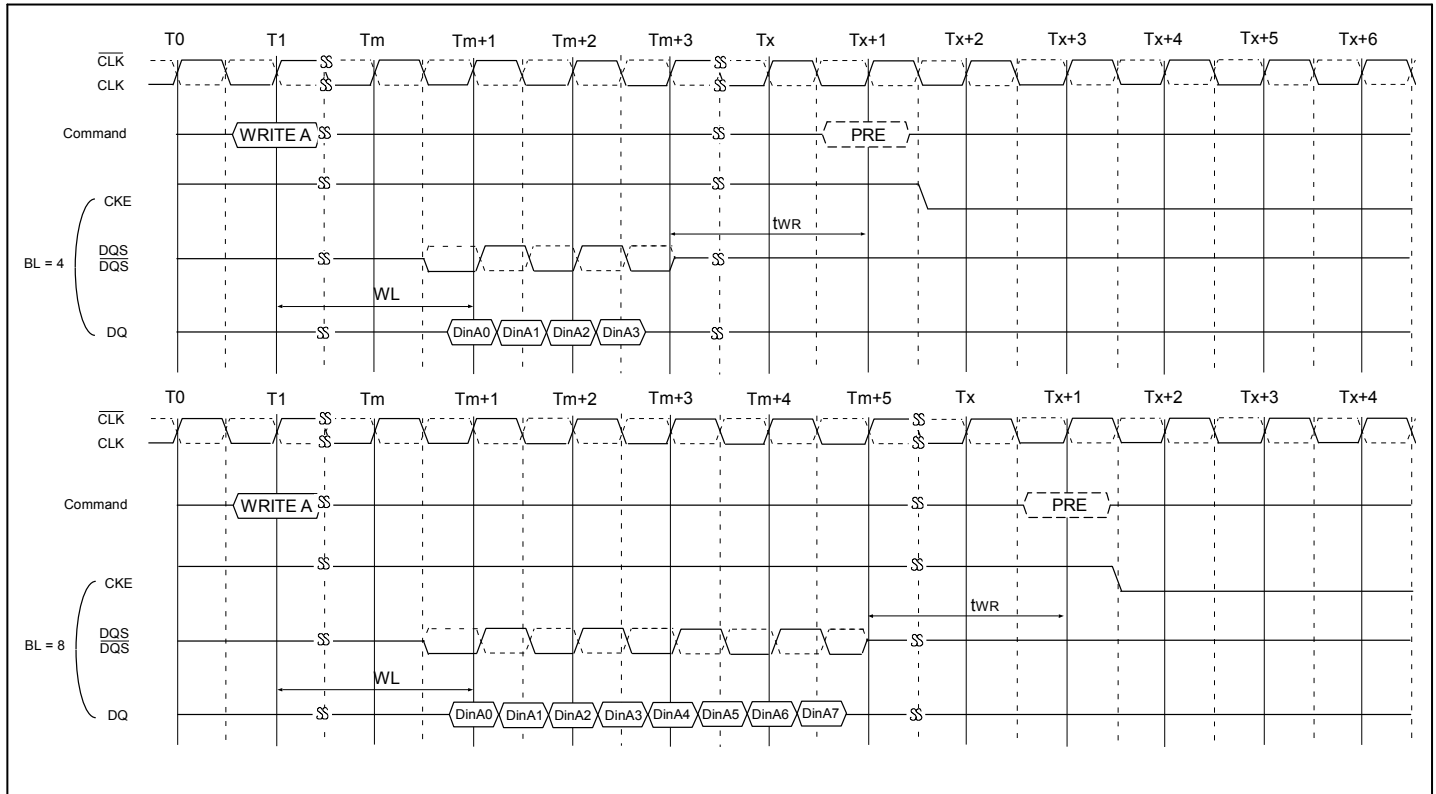 T0 T1 Tm Tm+1 Tm+2 Tm+3 Tx Tx+1 Tx+2 Tx+3 Tx+4 Tx+5 Tx+6
CLK
CLK
Command WRITE A PRE
CKE
tWR
BL = 4
DQS
DQS
WL
DQ DinA0 DinA1 DinA2 DinA3
T0 T1 Tm Tm+1 Tm+2 Tm+3 Tm+4 Tm+5 Tx Tx+1 Tx+2 Tx+3 Tx+4
CLK
CLK
Command WRITE A PRE
CKE
tWR
BL = 8
DQS
DQS
WL
DQ DinA0 DinA1 DinA2 DinA3 DinA4 DinA5 DinA6 DinA7